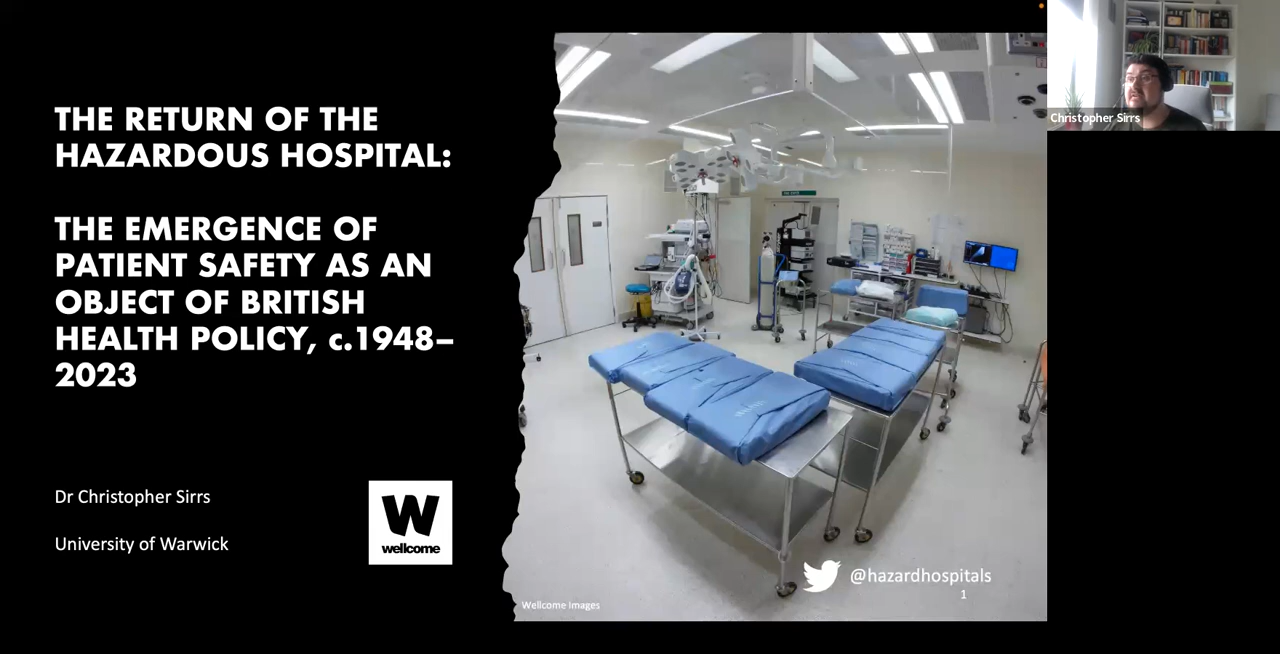 THE RETURN OF THE
HAZARDOUS HOSPITAL:
THE EMERGENCE OF
PATIENT SAFETY AS AN
OBJECT OF BRITISH
HEALTH POLICY, c.1948–
2023
Dr Christopher Sirrs
University of Warwick
W
wellcome
Wellcome Images
@hazardhospitals
1
Christopher Sirrs